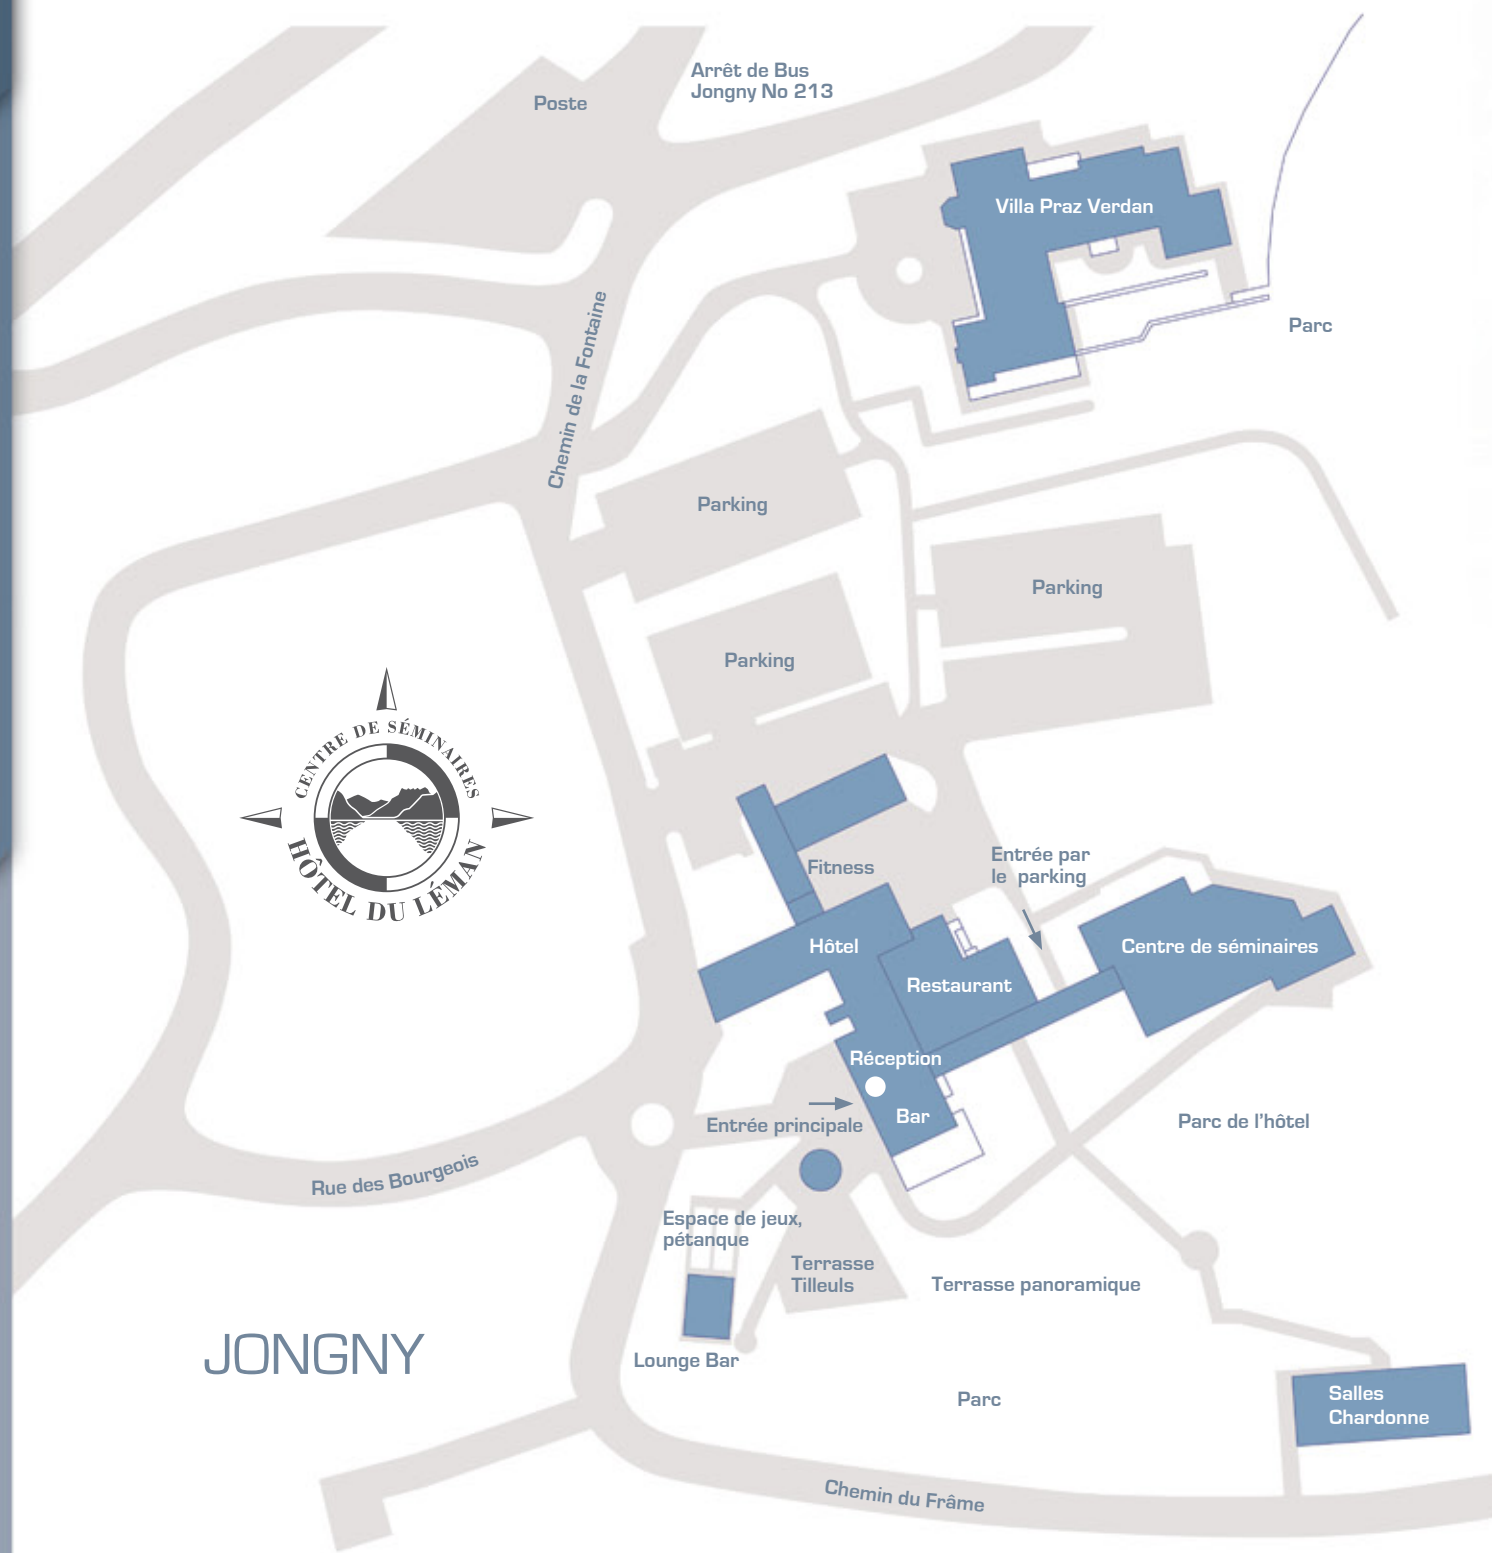 Arrêt de Bus
Jongny No 213
Poste
Villa Praz Verdan
Parc
Chemin de la Fontaine
Parking
Parking
Parking
CENTRE DE SÉMINAIRES
HÔTEL DU LÉMAN
Fitness
Entrée par
le parking
Hôtel
Centre de séminaires
Restaurant
Réception
Bar
Entrée principale
Parc de l'hôtel
Rue des Bourgeois
Espace de jeux,
pétanque
Terrasse
Tilleuls
Terrasse panoramique
JONGNY
Lounge Bar
Parc
Salles
Chardonne
Chemin du Frâme